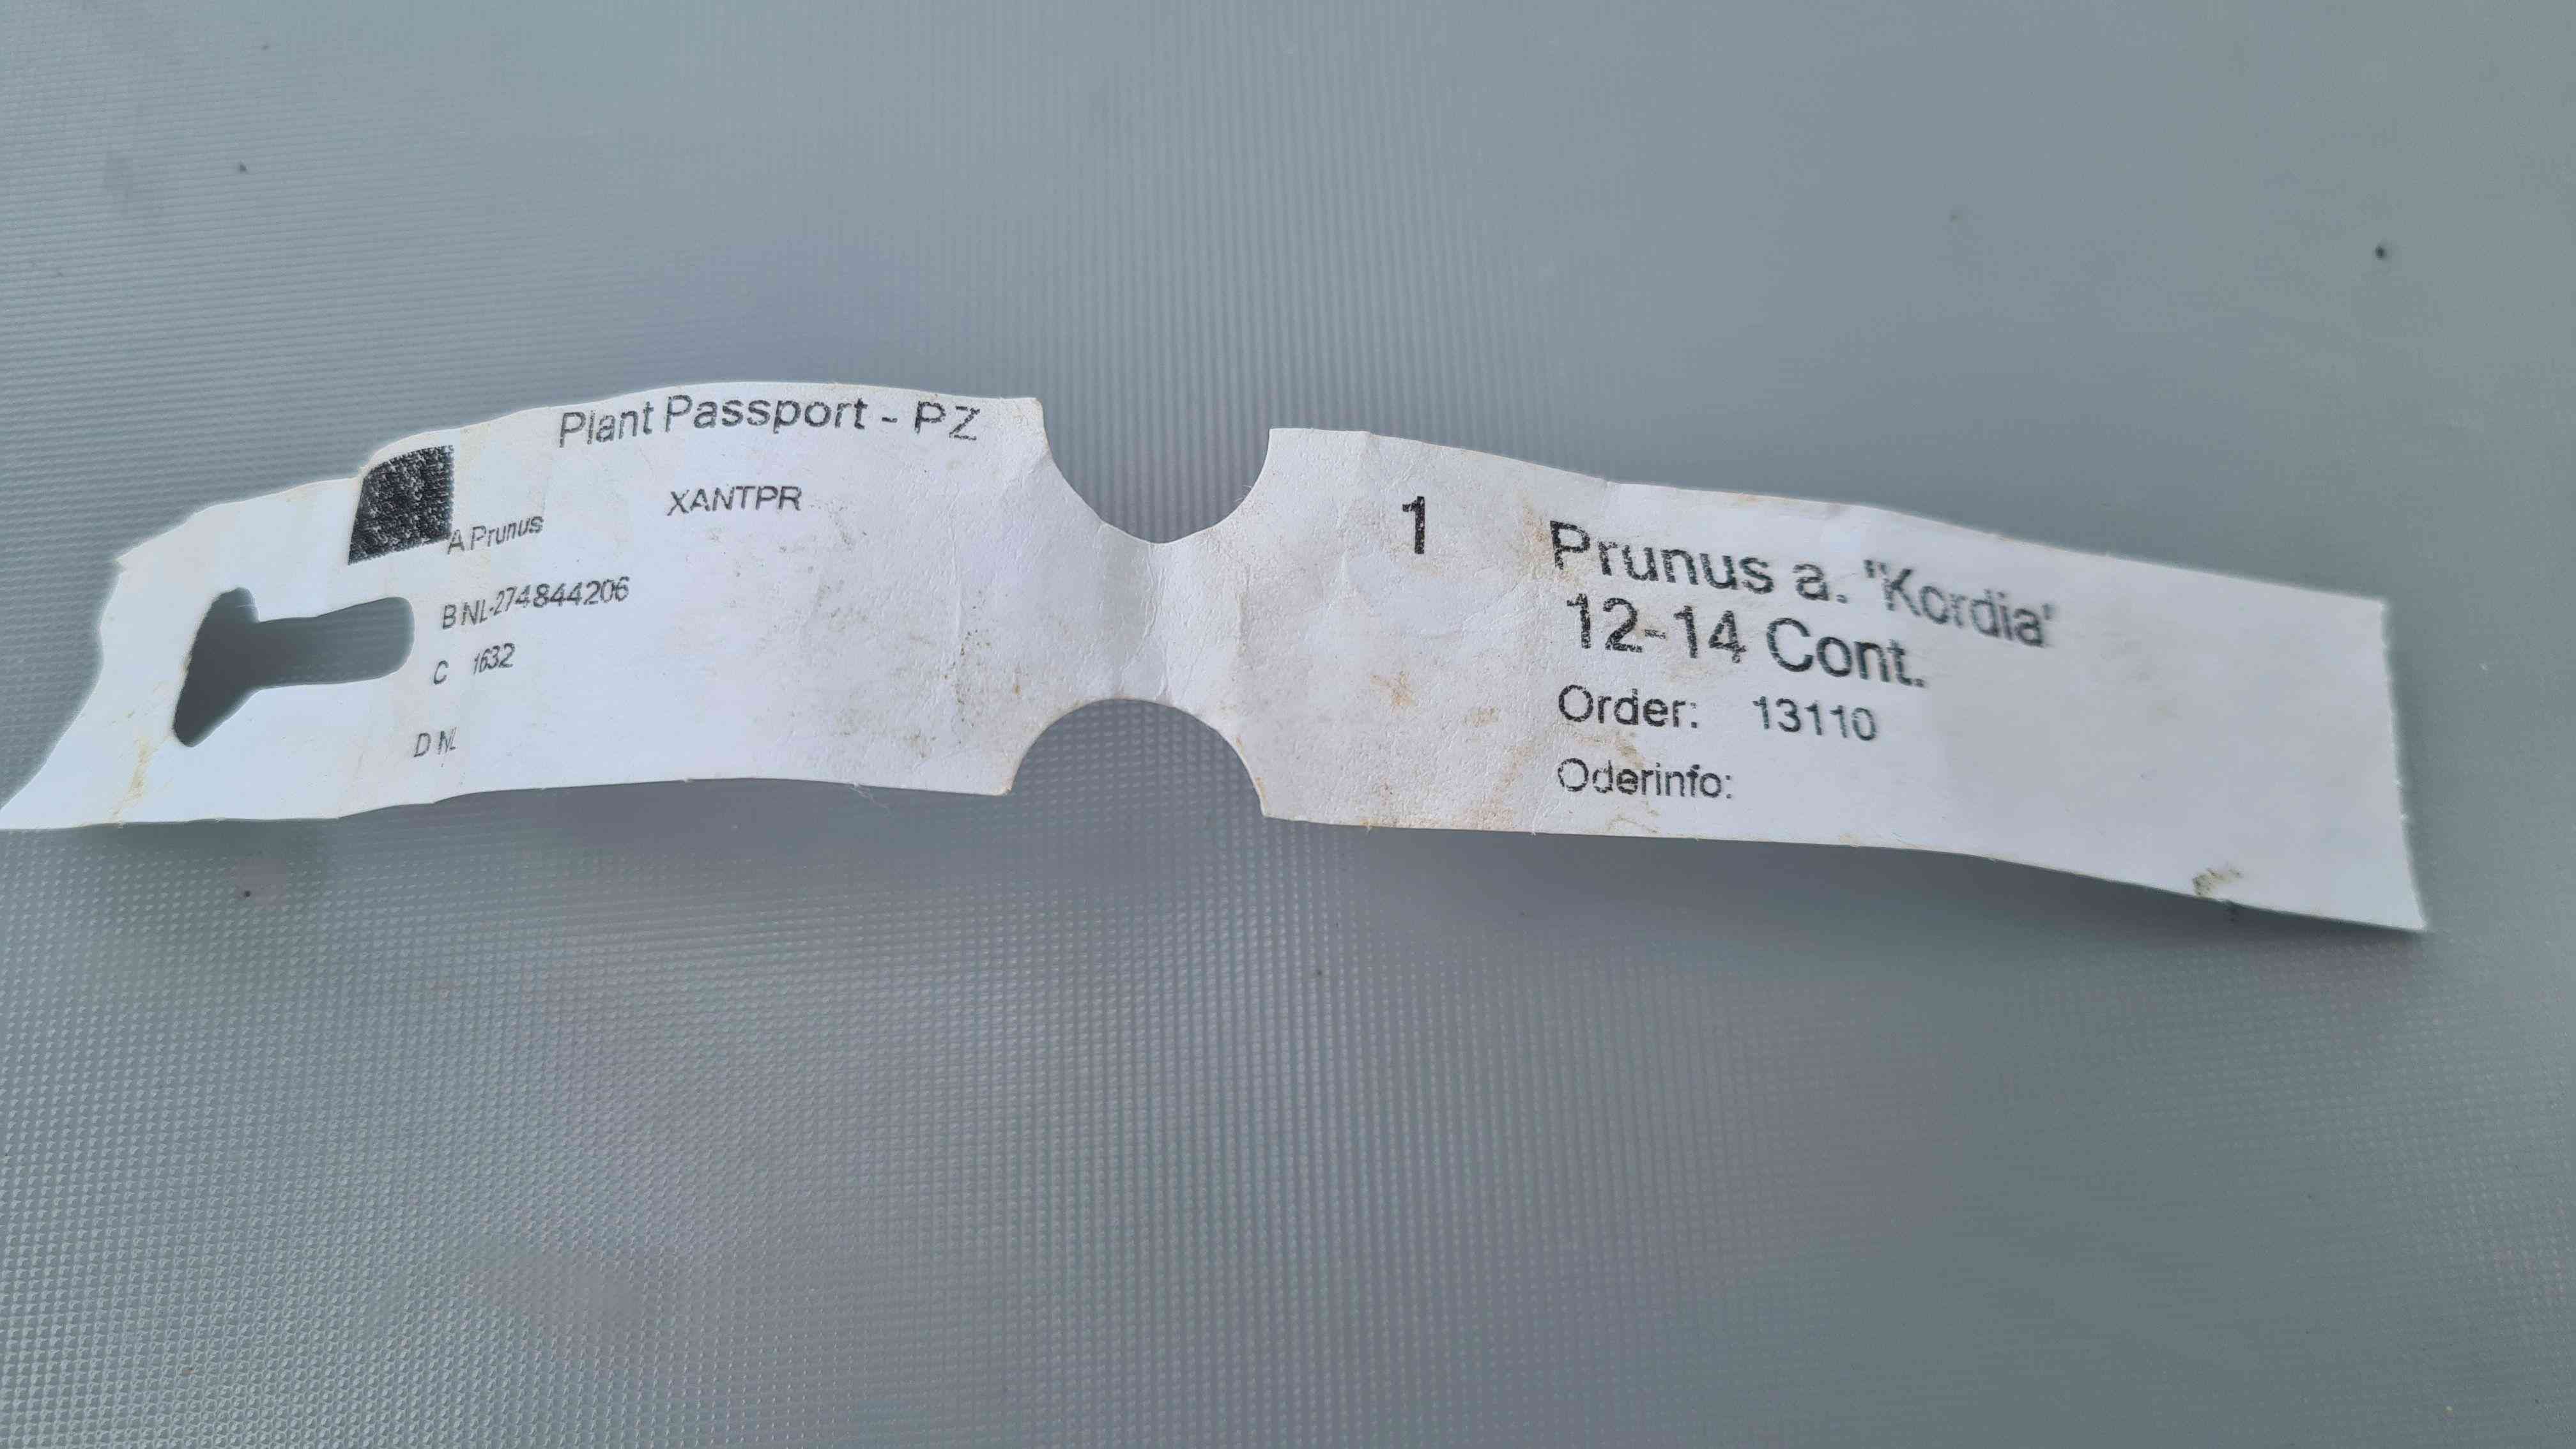 Plant Passport - PZ
XANTPR
A Prunus
B NL-274844206
C 1632
D NL
1
Prunus a. 'Kordia'
12-14 Cont.
Order: 13110
Oderinfo: